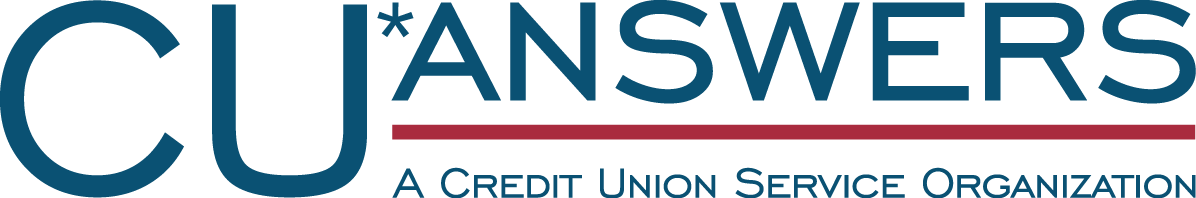 CU*ANSWERS
A CREDIT UNION SERVICE ORGANIZATION